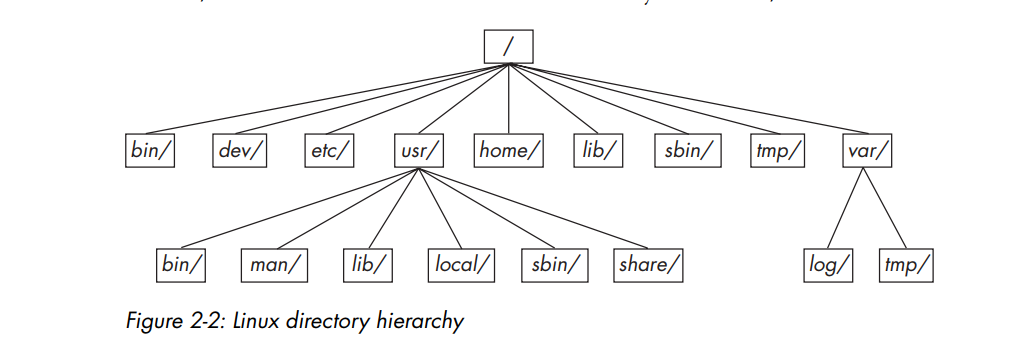 /
bin/ dev/ etc/ usr/ home/ lib/ sbin/ tmp/ var/
bin/ man/ lib/ local/ sbin/ share/ log/ tmp/
Figure 2-2: Linux directory hierarchy